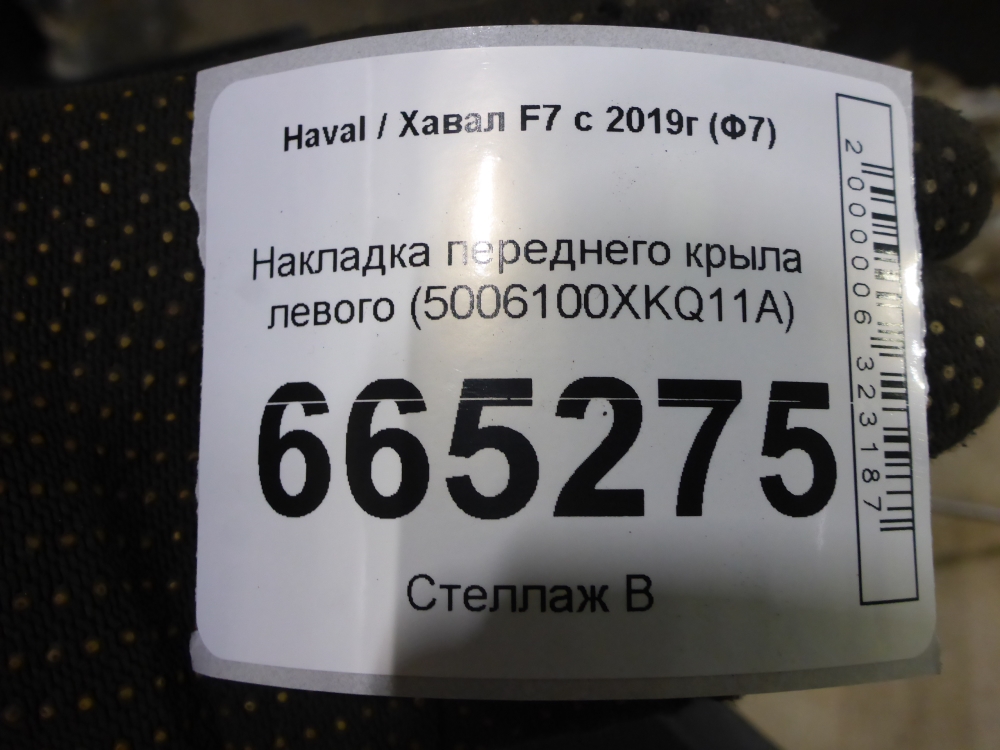 Haval / Хавал F7 с 2019г (Ф7)
Накладка переднего крыла
левого (5006100XKQ11A)
665275
Стеллаж В
2000006323187